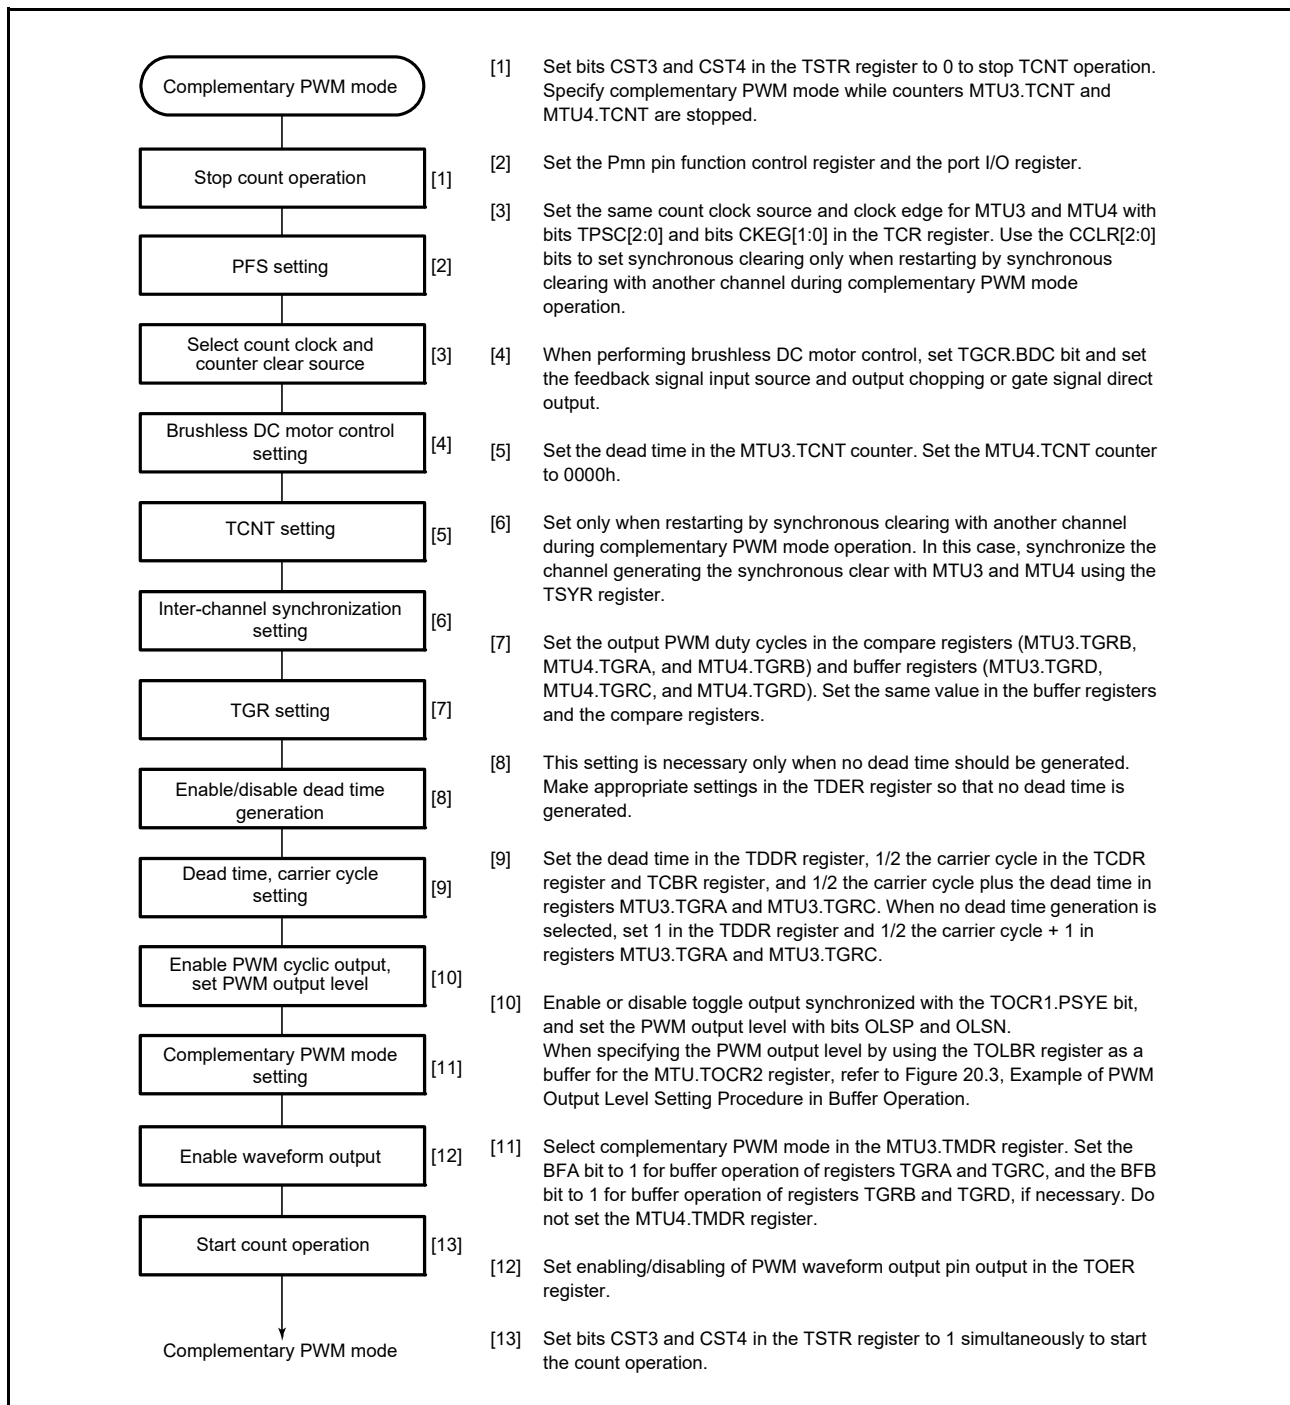 Complementary PWM mode
Stop count operation
[1]
PFS setting
[2]
Select count clock and
counter clear source
[3]
Brushless DC motor control
setting
[4]
TCNT setting
[5]
Inter-channel synchronization
setting
[6]
TGR setting
[7]
Enable/disable dead time
generation
[8]
Dead time, carrier cycle
setting
[9]
Enable PWM cyclic output,
set PWM output level
[10]
Complementary PWM mode
setting
[11]
Enable waveform output
[12]
Start count operation
[13]
Complementary PWM mode
[1] Set bits CST3 and CST4 in the TSTR register to 0 to stop TCNT operation.
Specify complementary PWM mode while counters MTU3.TCNT and
MTU4.TCNT are stopped.
[2] Set the Pmn pin function control register and the port I/O register.
[3] Set the same count clock source and clock edge for MTU3 and MTU4 with
bits TPSC[2:0] and bits CKEG[1:0] in the TCR register. Use the CCLR[2:0]
bits to set synchronous clearing only when restarting by synchronous
clearing with another channel during complementary PWM mode
operation.
[4] When performing brushless DC motor control, set TGCR.BDC bit and set
the feedback signal input source and output chopping or gate signal direct
output.
[5] Set the dead time in the MTU3.TCNT counter. Set the MTU4.TCNT counter
to 0000h.
[6] Set only when restarting by synchronous clearing with another channel
during complementary PWM mode operation. In this case, synchronize the
channel generating the synchronous clear with MTU3 and MTU4 using the
TSYR register.
[7] Set the output PWM duty cycles in the compare registers (MTU3.TGRB,
MTU4.TGRA, and MTU4.TGRB) and buffer registers (MTU3.TGRD,
MTU4.TGRC, and MTU4.TGRD). Set the same value in the buffer registers
and the compare registers.
[8] This setting is necessary only when no dead time should be generated.
Make appropriate settings in the TDER register so that no dead time is
generated.
[9] Set the dead time in the TDDR register, 1/2 the carrier cycle in the TCDR
register and TCBR register, and 1/2 the carrier cycle plus the dead time in
registers MTU3.TGRA and MTU3.TGRC. When no dead time generation is
selected, set 1 in the TDDR register and 1/2 the carrier cycle + 1 in
registers MTU3.TGRA and MTU3.TGRC.
[10] Enable or disable toggle output synchronized with the TOCR1.PSYE bit,
and set the PWM output level with bits OLSP and OLSN.
When specifying the PWM output level by using the TOLBR register as a
buffer for the MTU.TOCR2 register, refer to Figure 20.3, Example of PWM
Output Level Setting Procedure in Buffer Operation.
[11] Select complementary PWM mode in the MTU3.TMDR register. Set the
BFA bit to 1 for buffer operation of registers TGRA and TGRC, and the BFB
bit to 1 for buffer operation of registers TGRB and TGRD, if necessary. Do
not set the MTU4.TMDR register.
[12] Set enabling/disabling of PWM waveform output pin output in the TOER
register.
[13] Set bits CST3 and CST4 in the TSTR register to 1 simultaneously to start
the count operation.